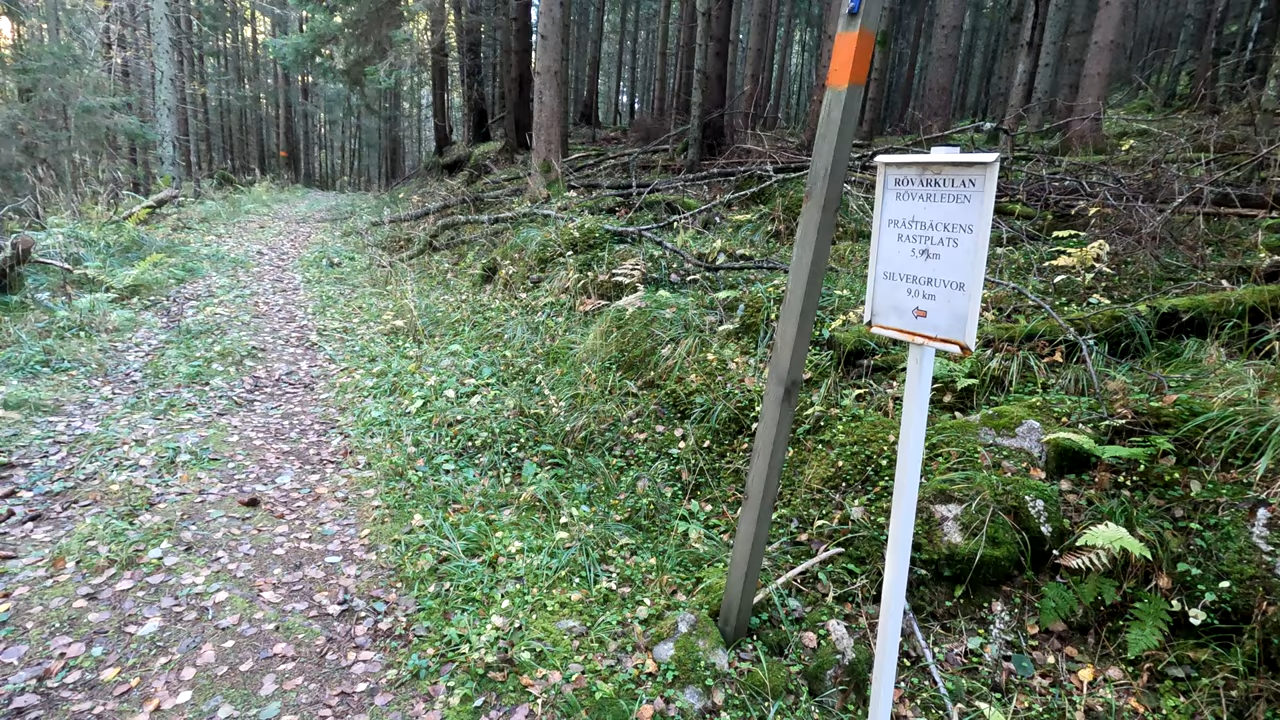 RÖVARKULAN
RÖVARLEDEN
PRÄSTBÄCKENS
RASTPLATS
5,9 km
SILVERGRUVOR
9,0 km